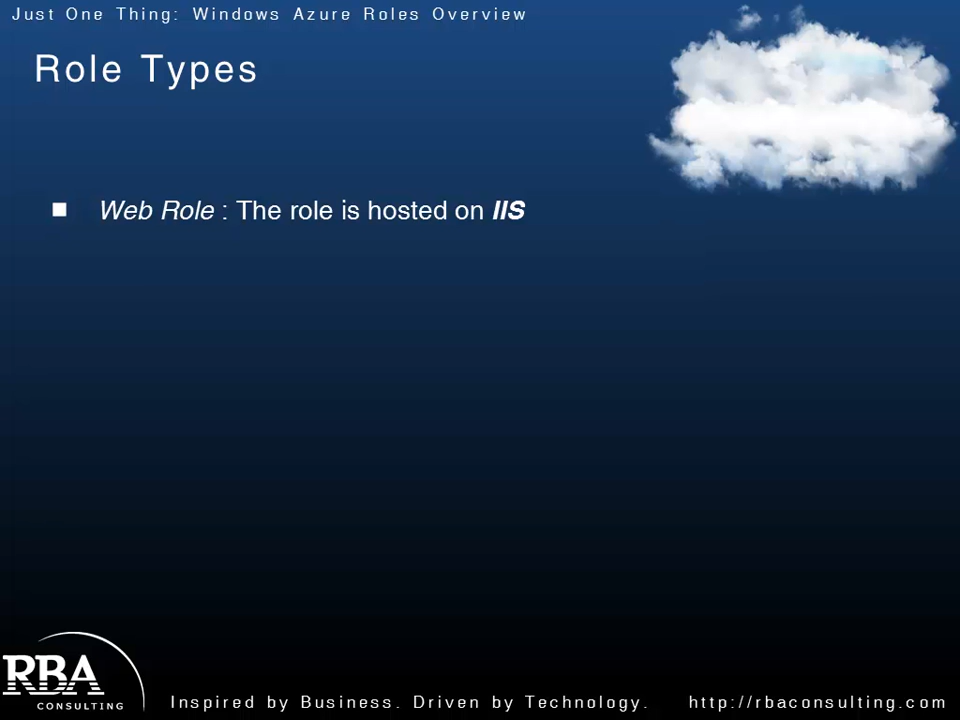 Just One Thing: Windows Azure Roles Overview
Role Types
Web Role : The role is hosted on IIS
RBA
CONSULTING
Inspired by Business. Driven by Technology. http://rbaconsulting.com